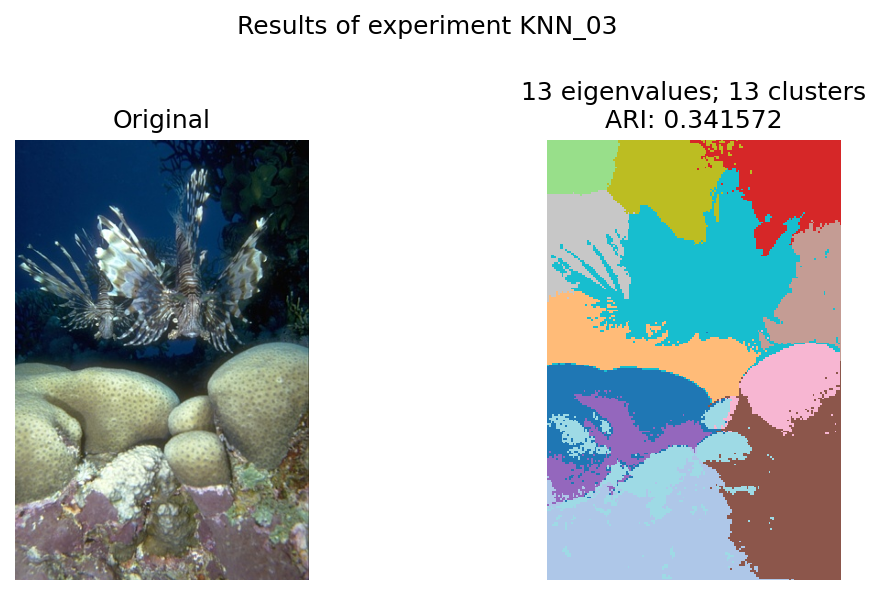 Results of experiment KNN_03
Original
13 eigenvalues; 13 clusters
ARI: 0.341572